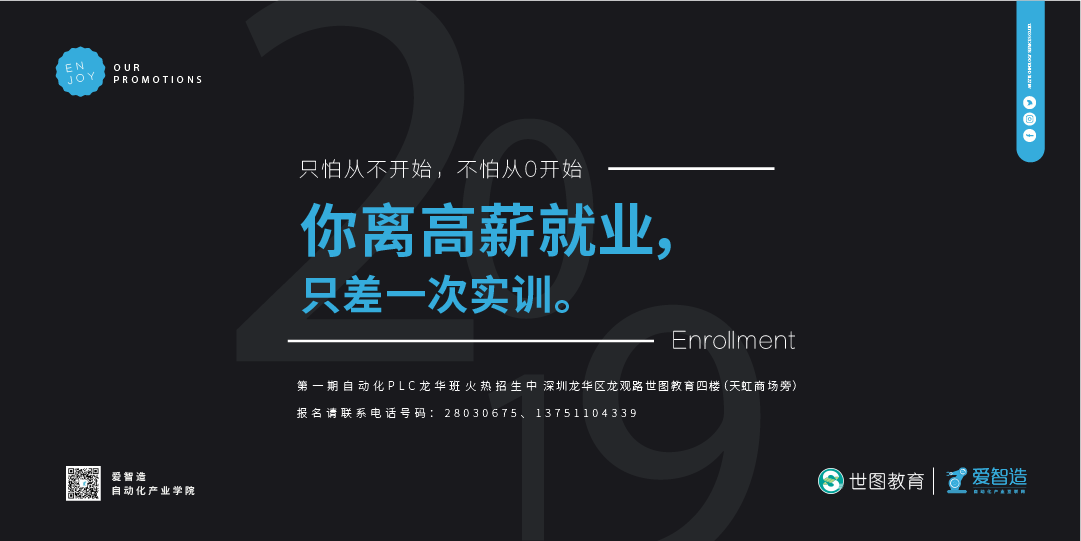 2019
EN
JOY
OUR
PROMOTIONS
只怕从不开始，不怕从0开始
你离高薪就业，
只差一次实训。
Enrollment
第一期自动化PLC龙华班火热招生中 深圳龙华区龙观路世图教育四楼(天虹商场旁)
报名请联系电话号码：28030675、13751104339
爱智造
自动化产业学院
世图教育
爱智造